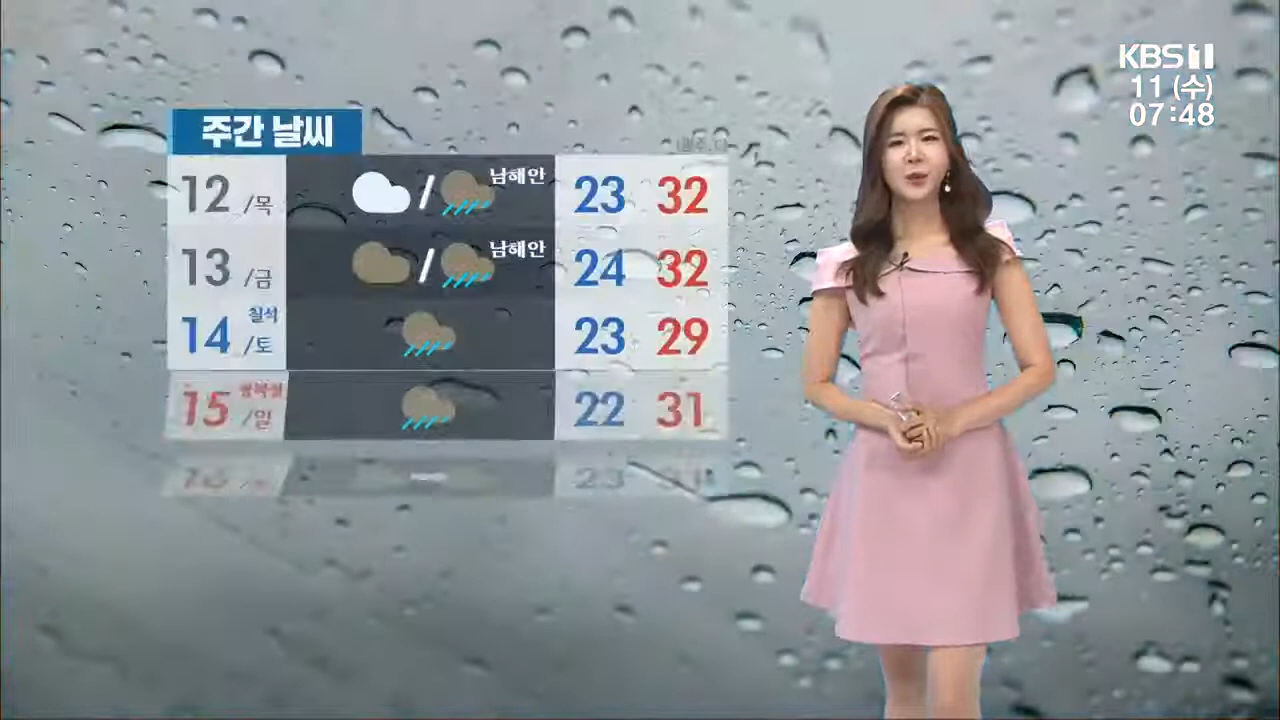 KBS 1
11 (수)
07:48
주간 날씨
12 /목 / 남해안 23 32
13 /금 / 남해안 24 32
칠석
14 /토 23 29
광복절
15 /일 22 31